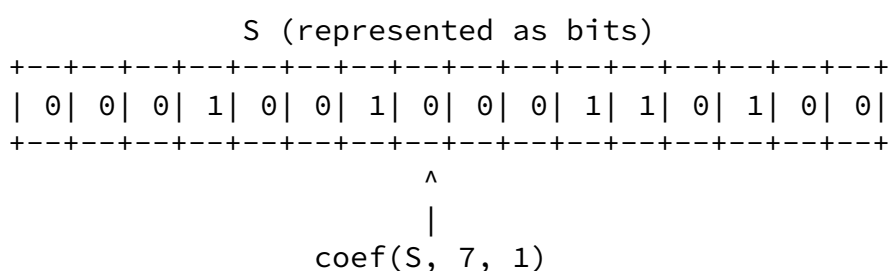 S (represented as bits)
+--+--+--+--+--+--+--+--+--+--+--+--+--+--+--+--+
| 0| 0| 0| 1| 0| 0| 1| 0| 0| 0| 1| 1| 0| 1| 0| 0|
+--+--+--+--+--+--+--+--+--+--+--+--+--+--+--+--+
^
|
coef(S, 7, 1)